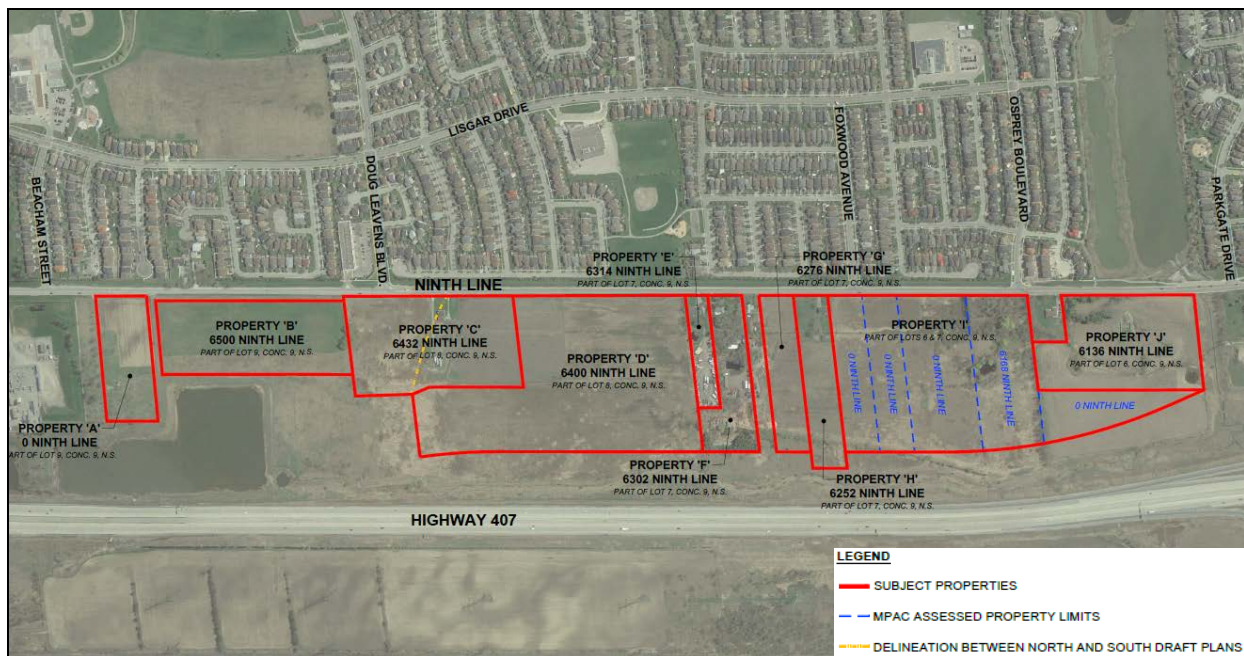 LISGAR DRIVE
BEACHAM STREET
DOUG LEAVENS BLVD.
FOXWOOD AVENUE
OSPREY BOULEVARD
PARKGATE DRIVE
NINTH LINE
PROPERTY 'E'
6314 NINTH LINE
PART OF LOT 7, CONC. 9, N.S.
PROPERTY 'G'
6276 NINTH LINE
PART OF LOT 7, CONC. 9, N.S.
PROPERTY 'B'
6500 NINTH LINE
PART OF LOT 9, CONC. 9, N.S.
PROPERTY 'C'
6432 NINTH LINE
PART OF LOT 8, CONC. 9, N.S.
PROPERTY 'D'
6400 NINTH LINE
PART OF LOT 8, CONC. 9, N.S.
PROPERTY 'I'
PART OF LOTS 6 & 7, CONC. 9, N.S.
0 NINTH LINE
0 NINTH LINE
0 NINTH LINE
6168 NINTH LINE
PROPERTY 'J'
6136 NINTH LINE
PART OF LOT 6, CONC. 9, N.S.
0 NINTH LINE
PROPERTY 'A'
0 NINTH LINE
PART OF LOT 9, CONC. 9, N.S.
PROPERTY 'F'
6302 NINTH LINE
PART OF LOT 7, CONC. 9, N.S.
PROPERTY 'H'
6252 NINTH LINE
PART OF LOT 7, CONC. 9, N.S.
HIGHWAY 407
LEGEND
SUBJECT PROPERTIES
MPAC ASSESSED PROPERTY LIMITS
DELINEATION BETWEEN NORTH AND SOUTH DRAFT PLANS